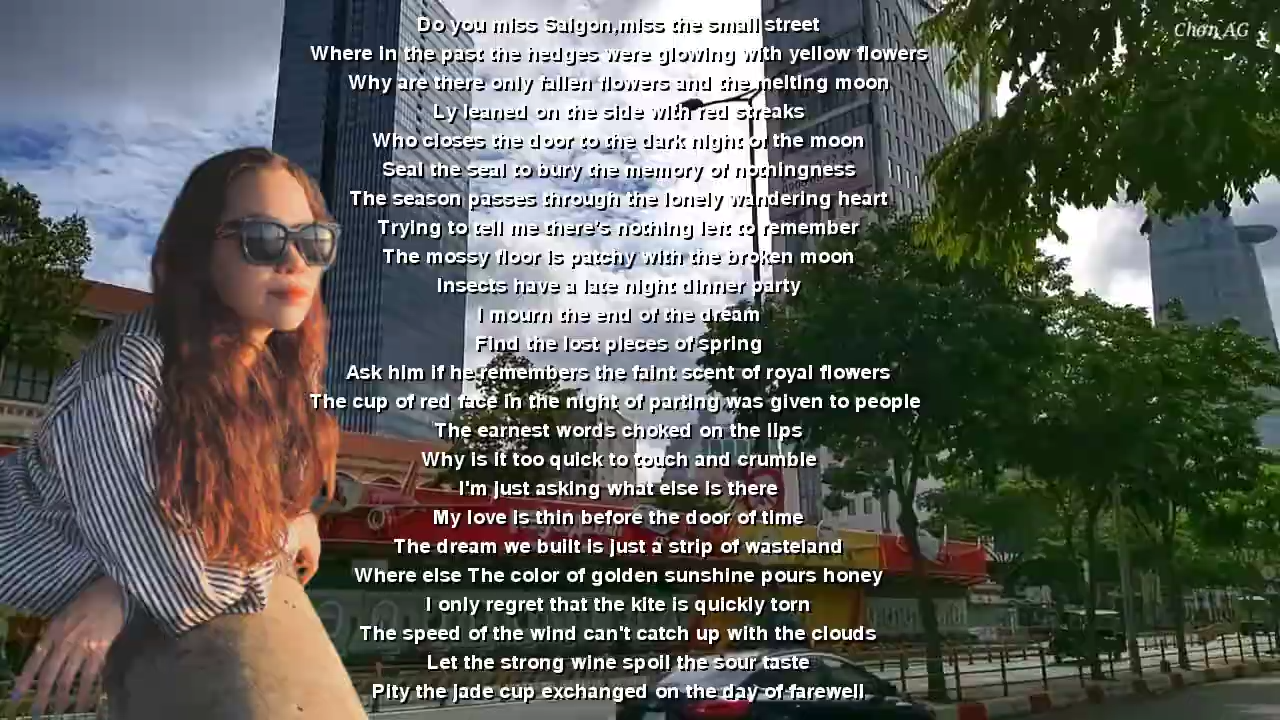 Chơn AG
Do you miss Saigon,miss the small street
Where in the past the hedges were glowing with yellow flowers
Why are there only fallen flowers and the melting moon
Ly leaned on the side with red streaks
Who closes the door to the dark night of the moon
Seal the seal to bury the memory of nothingness
The season passes through the lonely wandering heart
Trying to tell me there's nothing left to remember
The mossy floor is patchy with the broken moon
Insects have a late night dinner party
I mourn the end of the dream
Find the lost pieces of spring
Ask him if he remembers the faint scent of royal flowers
The cup of red face in the night of parting was given to people
The earnest words choked on the lips
Why is it too quick to touch and crumble
I'm just asking what else is there
My love is thin before the door of time
The dream we built is just a strip of wasteland
Where else The color of golden sunshine pours honey
I only regret that the kite is quickly torn
The speed of the wind can't catch up with the clouds
Let the strong wine spoil the sour taste
Pity the jade cup exchanged on the day of farewell